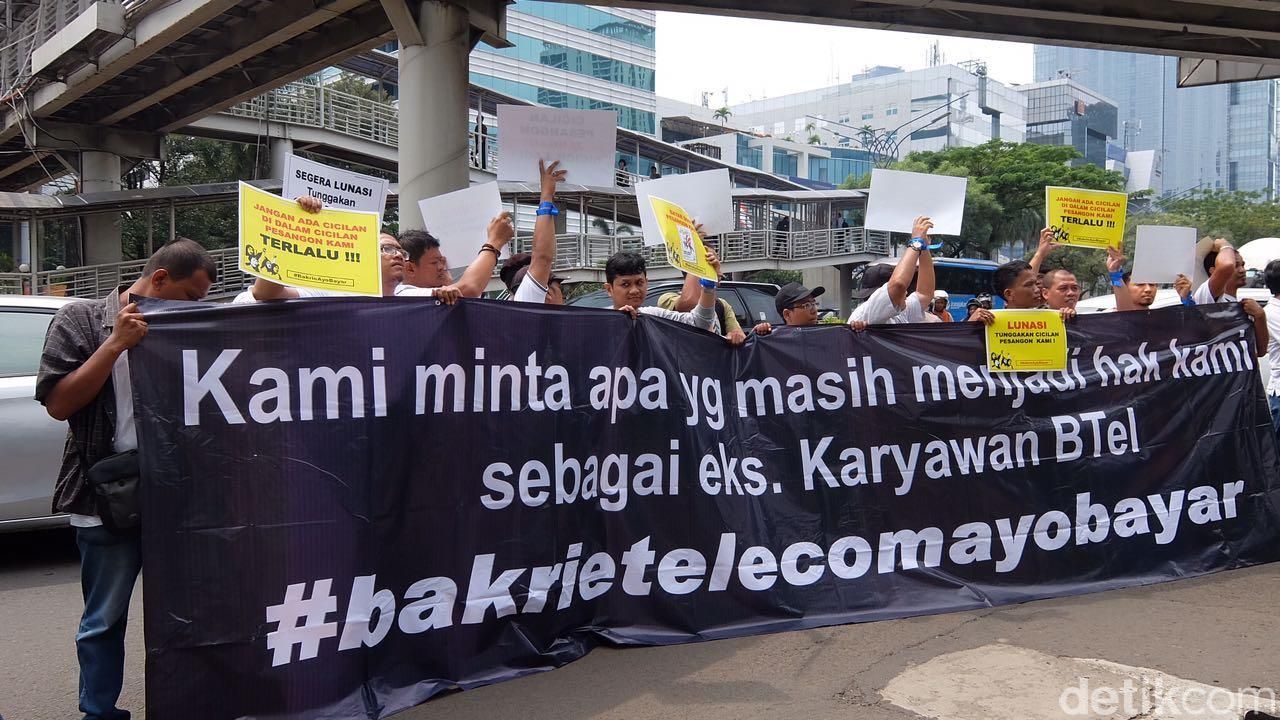 CICILAN
PESANGON
SEGERA LUNASI
Tunggakan
JANGAN ADA CICILAN
DI DALAM CICILAN
PESANGON KAMI
TERLALU !!!
#BakrieAyoBayar
JANGAN ADA CICILAN
DI DALAM CICILAN
PESANGON KAMI
TERLALU !!!
LUNASI
TUNGGAKAN CICILAN
PESANGON KAMI !
Kami minta apa yg masih menjadi hak kami
sebagai eks. Karyawan BTel
#bakrietelecomayobayar
detikcom